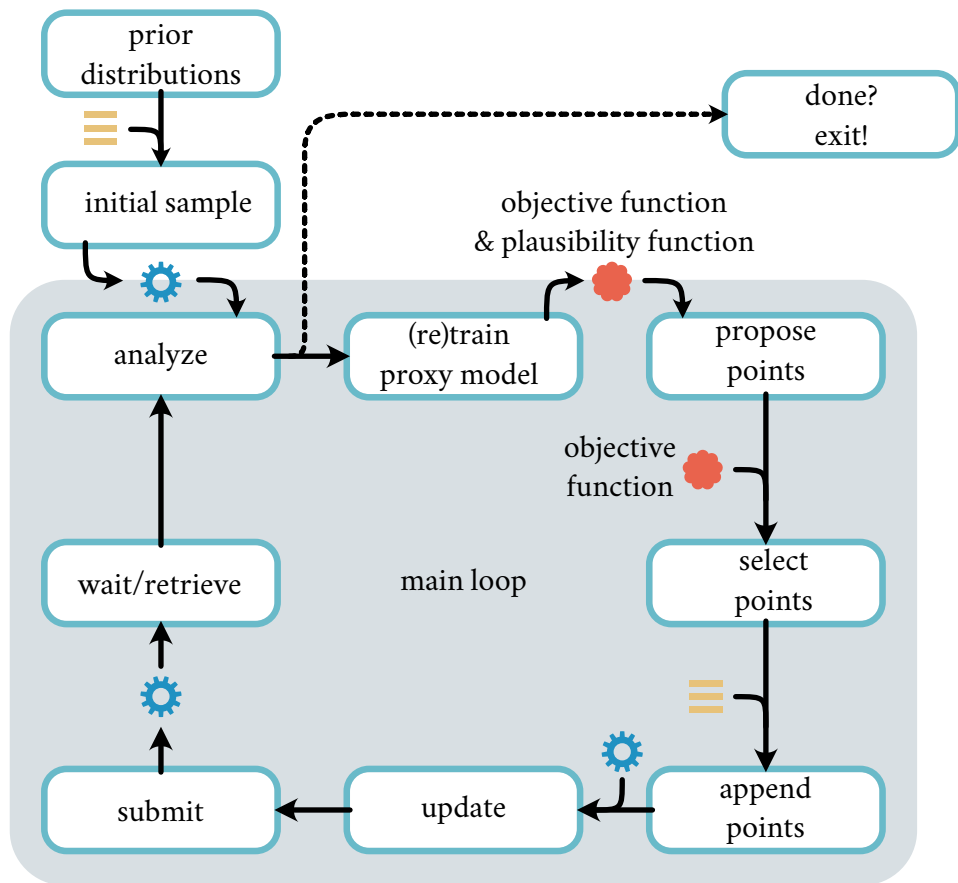 prior
distributions
done?
exit!
initial sample
objective function
& plausibility function
analyze
(re)train
proxy model
propose
points
objective
function
wait/retrieve
main loop
select
points
submit
update
append
points